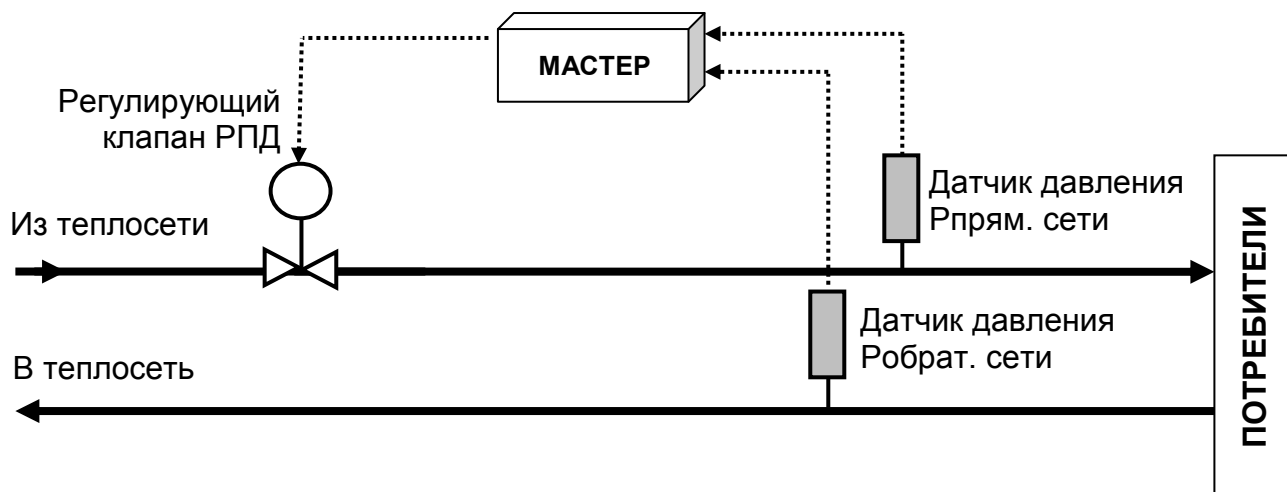 МАСТЕР
Регулирующий
клапан РПД
Из теплосети
Датчик давления
Рпрям. сети
Датчик давления
Робрат. сети
В теплосеть
ПОТРЕБИТЕЛИ